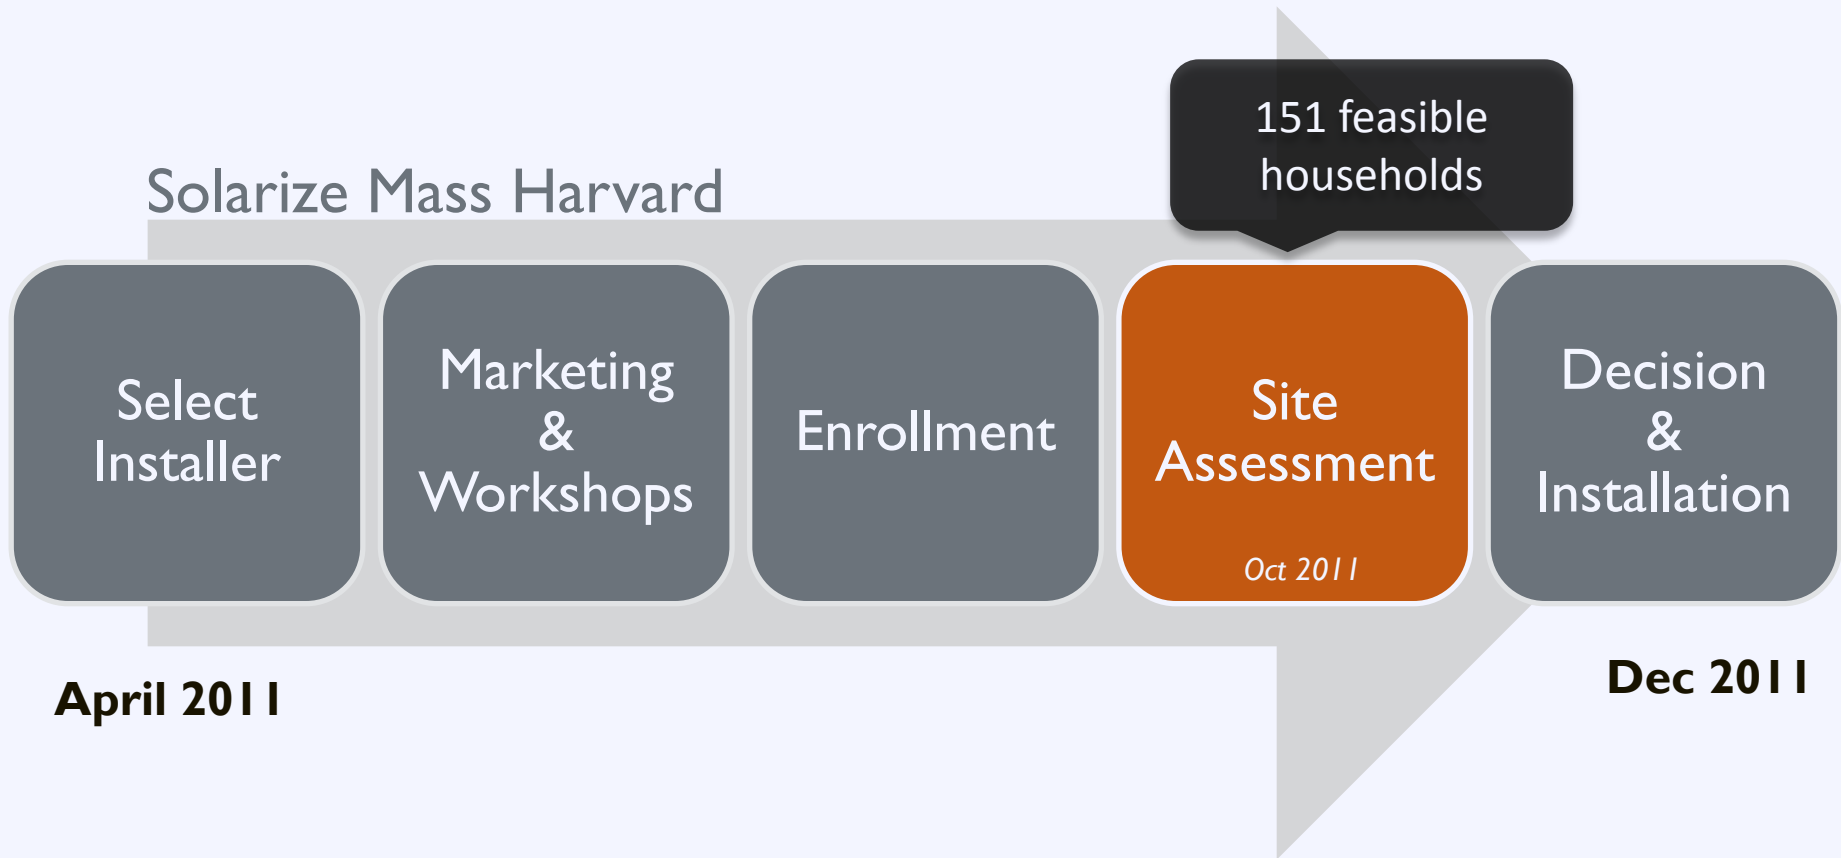 Solarize Mass Harvard
151 feasible
households
Select
Installer
Marketing
&
Workshops
Enrollment
Site
Assessment
Oct 2011
Decision
&
Installation
April 2011
Dec 2011